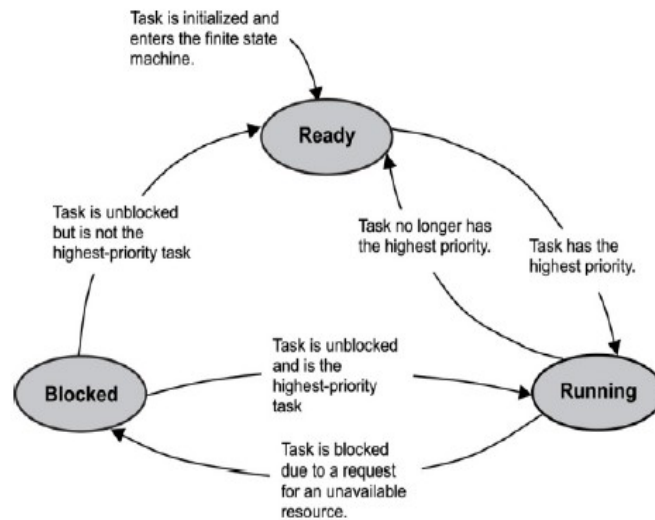 Task is initialized and
enters the finite state
machine.
Ready
Task is unblocked
but is not the
highest-priority task
Task no longer has
the highest priority.
Task has the
highest priority.
Task is unblocked
and is the
highest-priority
task
Blocked
Running
Task is blocked
due to a request
for an unavailable
resource.